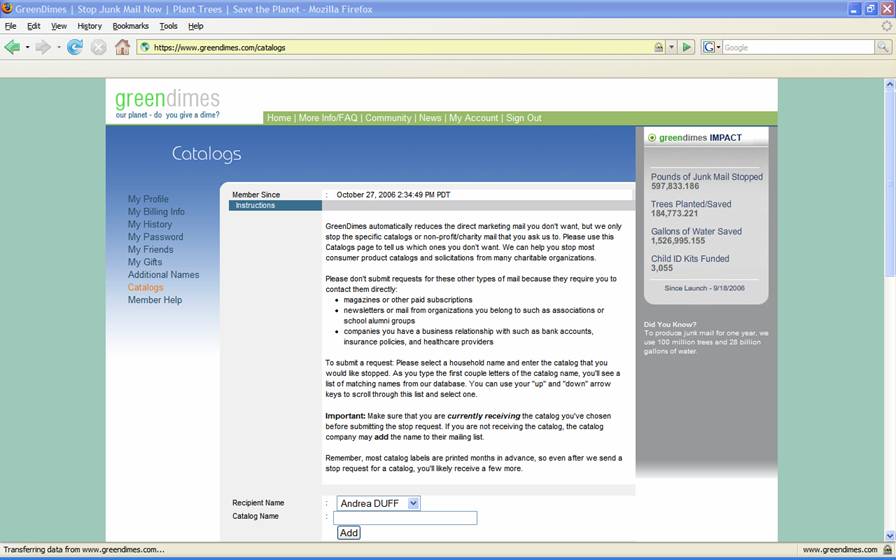 GreenDimes | Stop Junk Mail Now | Plant Trees | Save the Planet - Mozilla Firefox
File Edit View History Bookmarks Tools Help
https://www.greendimes.com/catalogs
G Google
greendimes
our planet - do you give a dime?
Home | More Info/FAQ | Community | News | My Account | Sign Out
Catalogs
My Profile
My Billing Info
My History
My Password
My Friends
My Gifts
Additional Names
Catalogs
Member Help
Member Since : October 27, 2006 2:34:49 PM PDT
Instructions
GreenDimes automatically reduces the direct marketing mail you don't want, but we only
stop the specific catalogs or non-profit/charity mail that you ask us to. Please use this
Catalogs page to tell us which ones you don't want. We can help you stop most
consumer product catalogs and solicitations from many charitable organizations.
Please don't submit requests for these other types of mail because they require you to
contact them directly:
• magazines or other paid subscriptions
• newsletters or mail from organizations you belong to such as associations or
school alumni groups
• companies you have a business relationship with such as bank accounts,
insurance policies, and healthcare providers
To submit a request: Please select a household name and enter the catalog that you
would like stopped. As you type the first couple letters of the catalog name, you'll see a
list of matching names from our database. You can use your "up" and "down" arrow
keys to scroll through this list and select one.
Important: Make sure that you are currently receiving the catalog you've chosen
before submitting the stop request. If you are not receiving the catalog, the catalog
company may add the name to their mailing list.
Remember, most catalog labels are printed months in advance, so even after we send a
stop request for a catalog, you'll likely receive a few more.
Recipient Name : Andrea DUFF
Catalog Name :
Add
greendimes IMPACT
Pounds of Junk Mail Stopped
597,833.186
Trees Planted/Saved
184,773.221
Gallons of Water Saved
1,526,995.155
Child ID Kits Funded
3,055
Since Launch - 9/18/2006
Did You Know?
To produce junk mail for one year, we
use 100 million trees and 28 billion
gallons of water.
Transferring data from www.greendimes.com...
www.greendimes.com